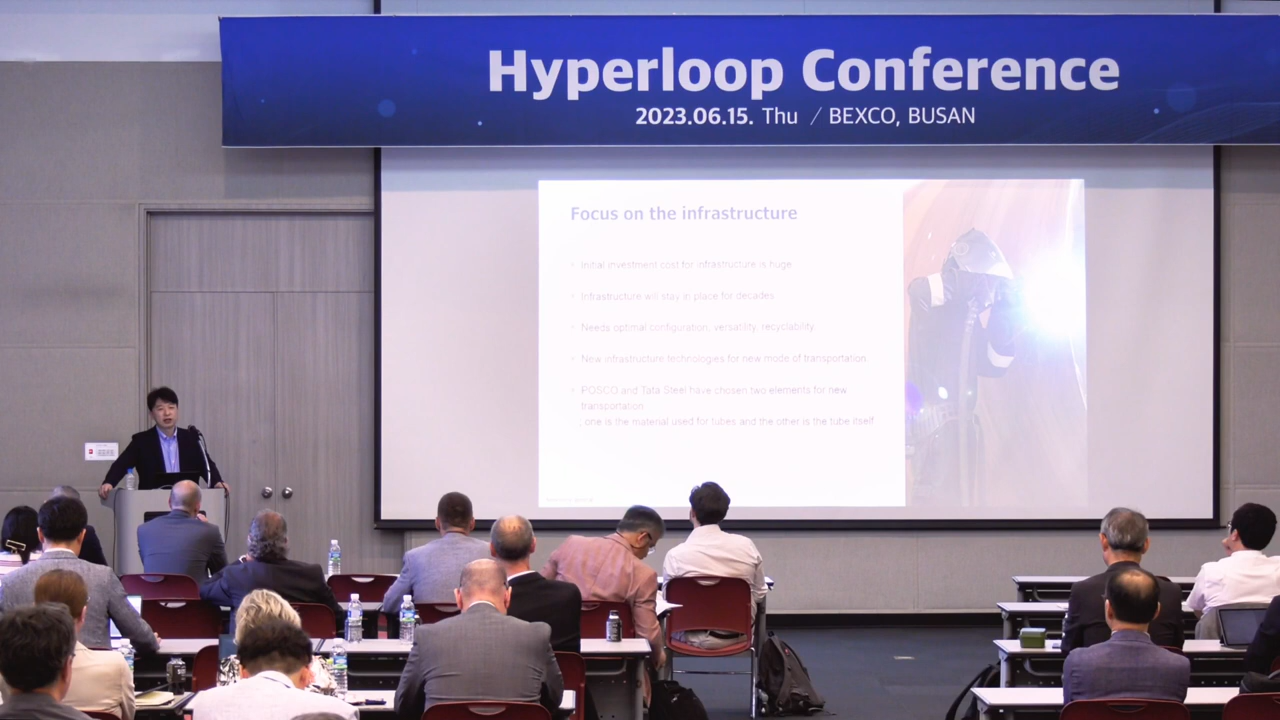 Hyperloop Conference
2023.06.15. Thu / BEXCO, BUSAN
Focus on the infrastructure
Initial investment cost for infrastructure is huge
Infrastructure will stay in place for decades
Needs optimal configuration, versatility, recyclability
New infrastructure technologies for new mode of transportation
POSCO and Tata Steel have chosen two elements for new
transportation
; one is the material used for tubes and the other is the tube itself